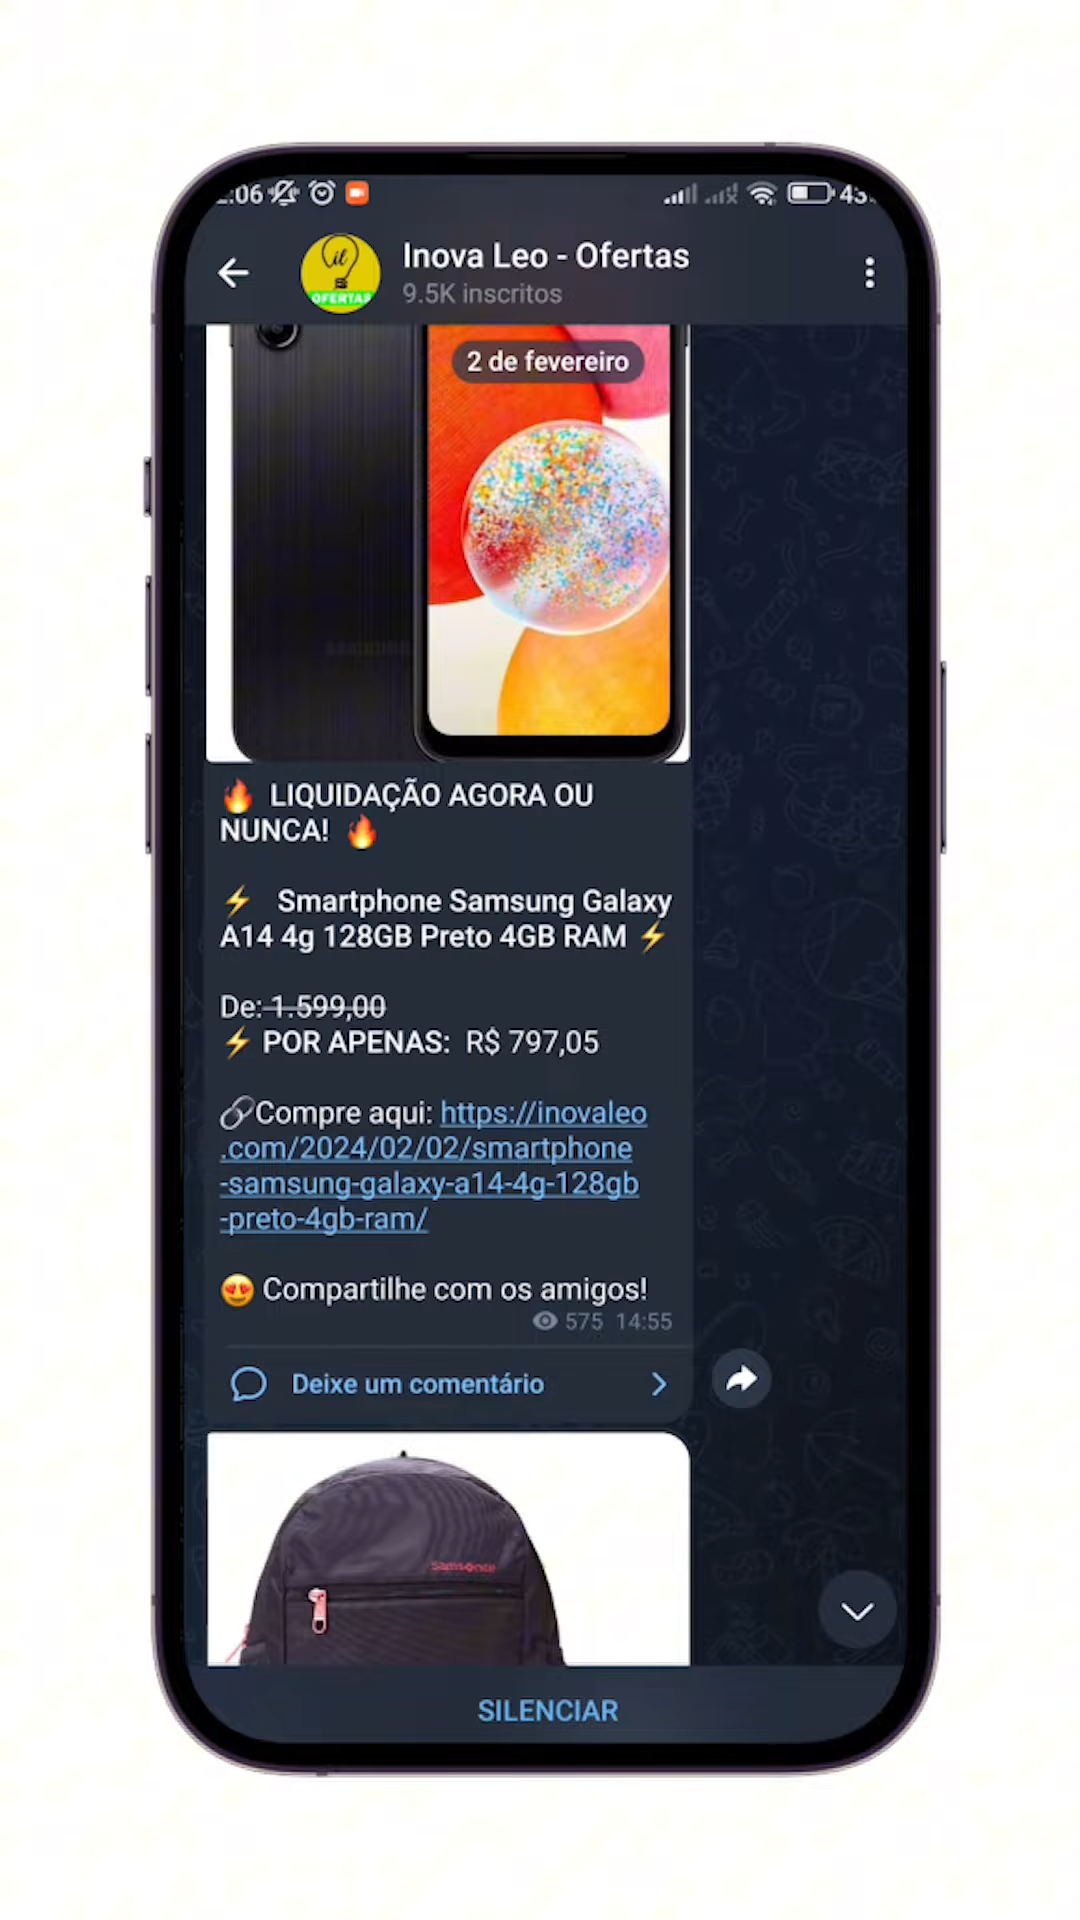 :06
43
Inova Leo - Ofertas
9.5K inscritos
il
OFERTAS
2 de fevereiro
SAMSUNG
🔥 LIQUIDAÇÃO AGORA OU
NUNCA! 🔥
⚡ Smartphone Samsung Galaxy
A14 4g 128GB Preto 4GB RAM ⚡
De: 1.599,00
⚡ POR APENAS: R$ 797,05
🔗Compre aqui: https://inovaleo
.com/2024/02/02/smartphone
-samsung-galaxy-a14-4g-128gb
-preto-4gb-ram/
😍 Compartilhe com os amigos!
575 14:55
Deixe um comentário
Samsonite
SILENCIAR